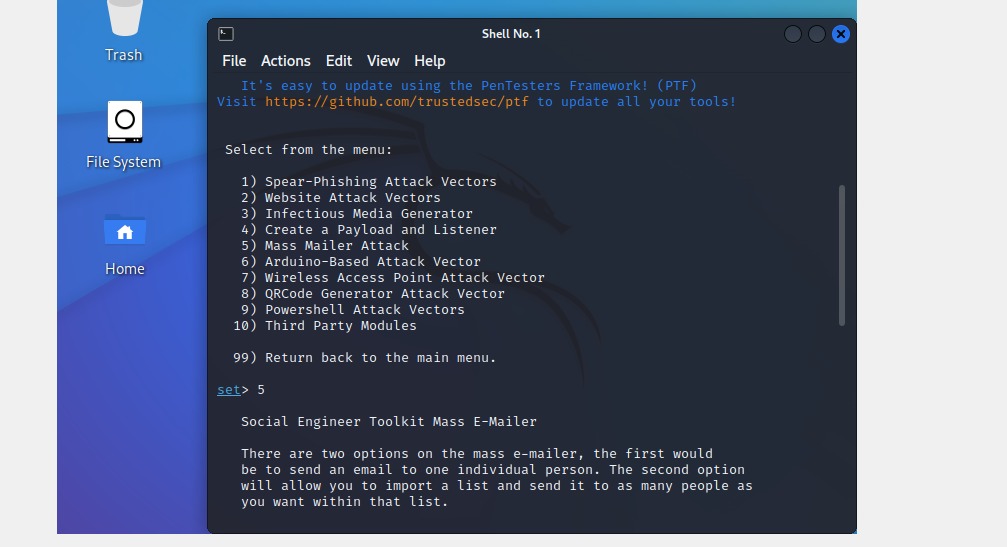 Trash
File System
Home
Shell No. 1
File Actions Edit View Help
It's easy to update using the PenTesters Framework! (PTF)
Visit https://github.com/trustedsec/ptf to update all your tools!
Select from the menu:
1) Spear-Phishing Attack Vectors
2) Website Attack Vectors
3) Infectious Media Generator
4) Create a Payload and Listener
5) Mass Mailer Attack
6) Arduino-Based Attack Vector
7) Wireless Access Point Attack Vector
8) QRCode Generator Attack Vector
9) Powershell Attack Vectors
10) Third Party Modules
99) Return back to the main menu.
set> 5
Social Engineer Toolkit Mass E-Mailer
There are two options on the mass e-mailer, the first would
be to send an email to one individual person. The second option
will allow you to import a list and send it to as many people as
you want within that list.